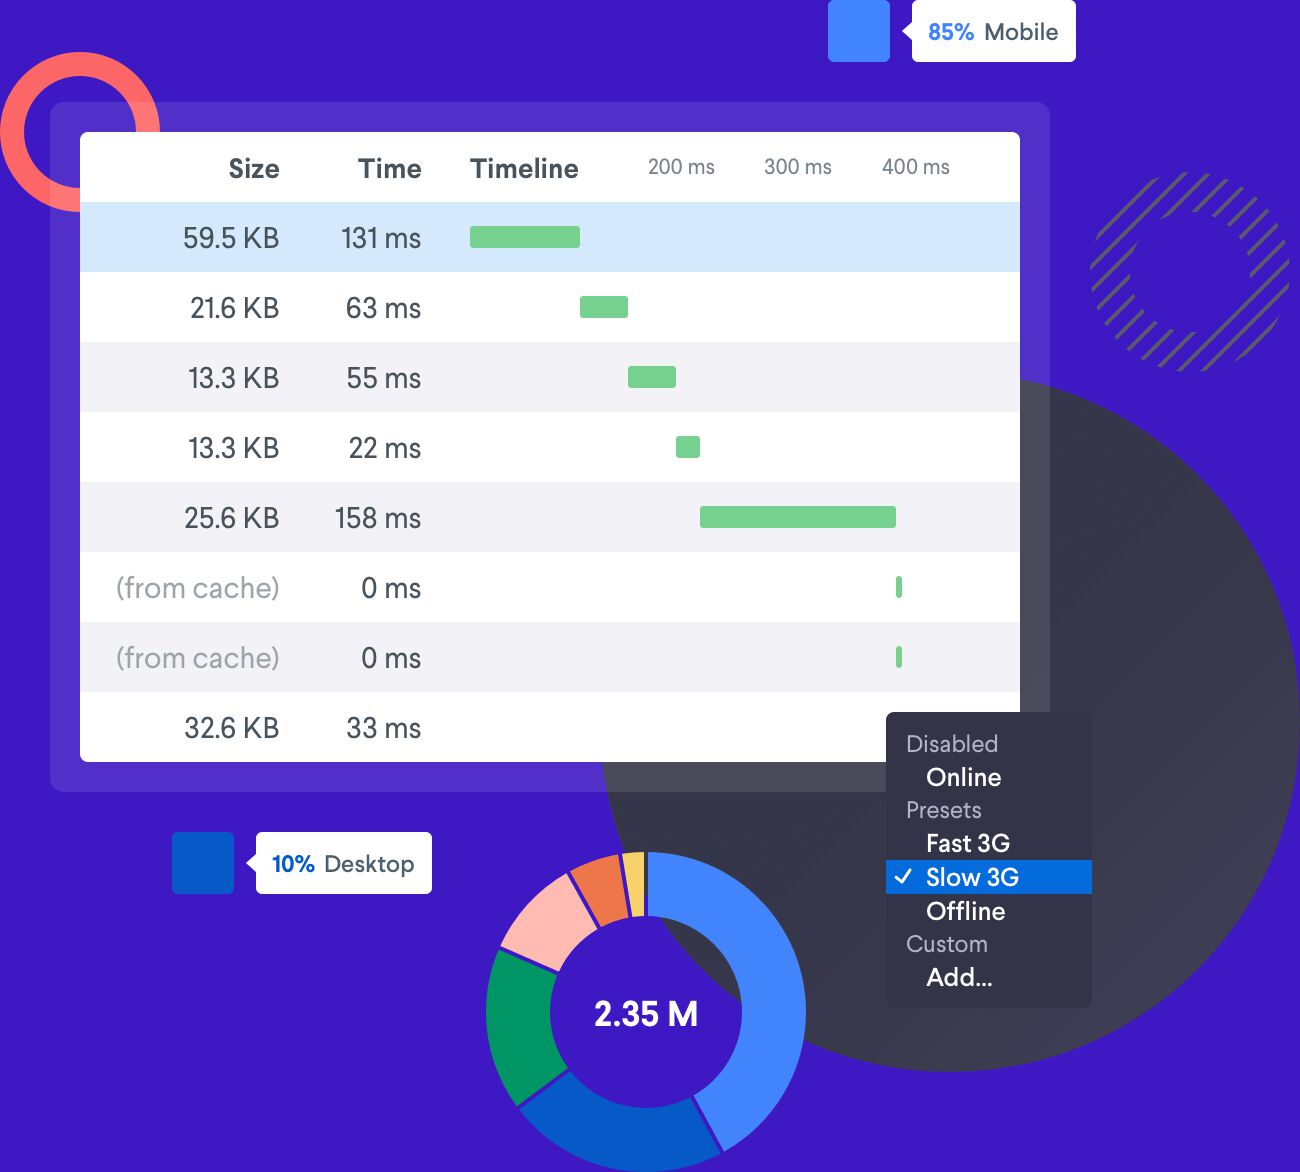 85% Mobile
Size Time Timeline 200 ms 300 ms 400 ms
59.5 KB 131 ms
21.6 KB 63 ms
13.3 KB 55 ms
13.3 KB 22 ms
25.6 KB 158 ms
(from cache) 0 ms
(from cache) 0 ms
32.6 KB 33 ms
Disabled
Online
Presets
Fast 3G
Slow 3G
Offline
Custom
Add...
10% Desktop
2.35 M